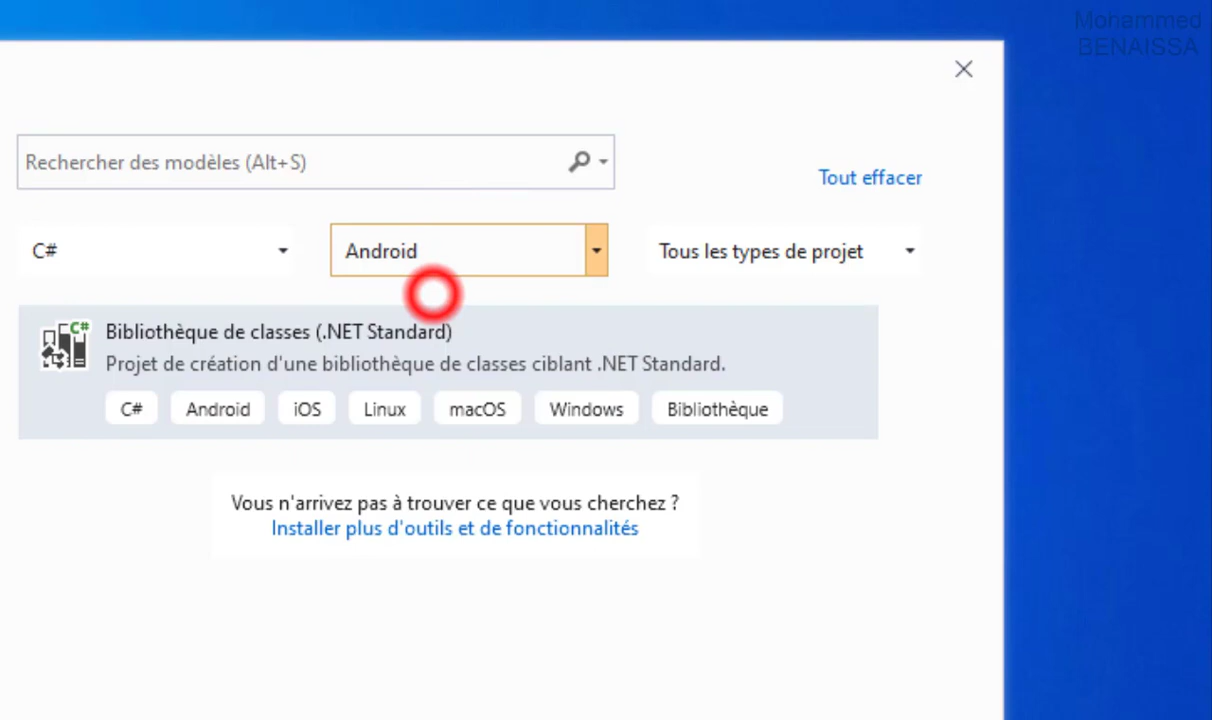 Mohammed
BENAISSA
Rechercher des modèles (Alt+S)
Tout effacer
C# Android Tous les types de projet
C#
Bibliothèque de classes (.NET Standard)
Projet de création d'une bibliothèque de classes ciblant .NET Standard.
C# Android iOS Linux macOS Windows Bibliothèque
Vous n'arrivez pas à trouver ce que vous cherchez ?
Installer plus d'outils et de fonctionnalités